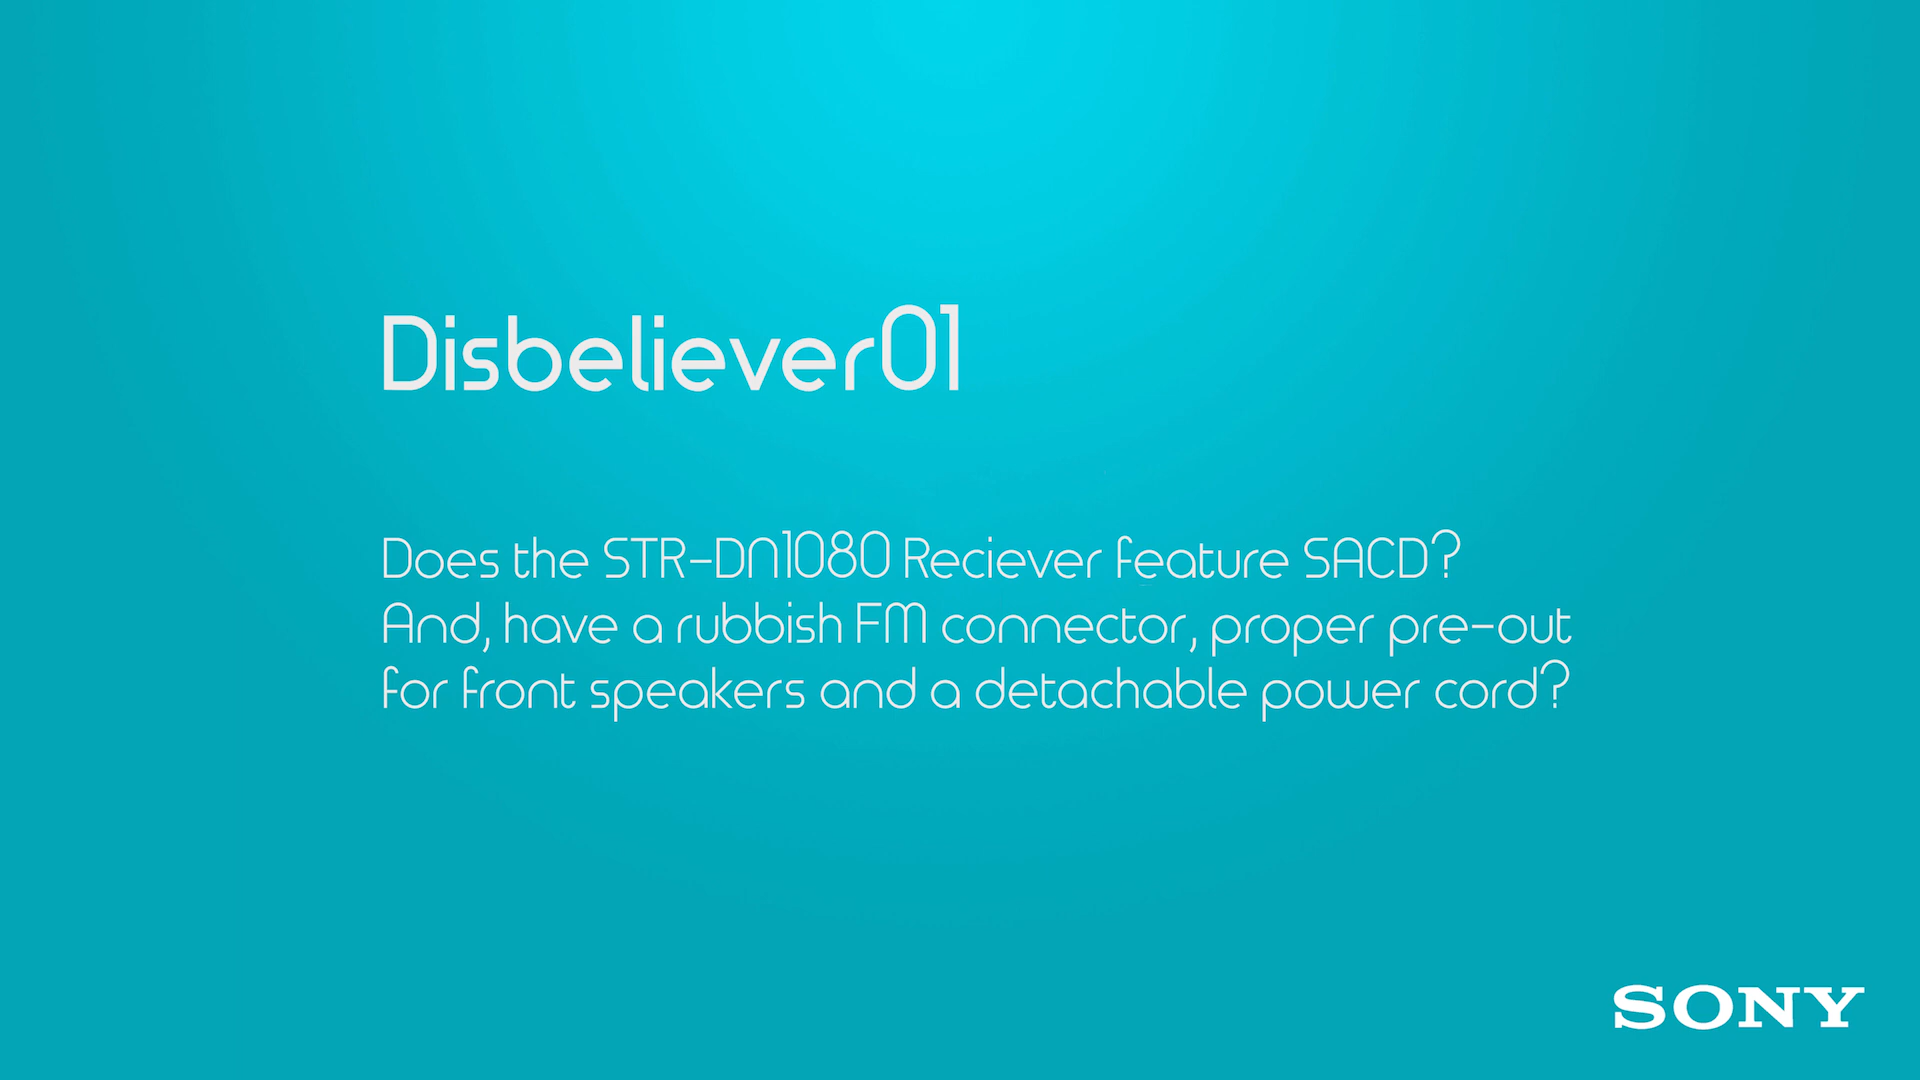 Disbeliever01
Does the STR-DN1080 Reciever feature SACD?
And, have a rubbish FM connector, proper pre-out
for front speakers and a detachable power cord?
SONY